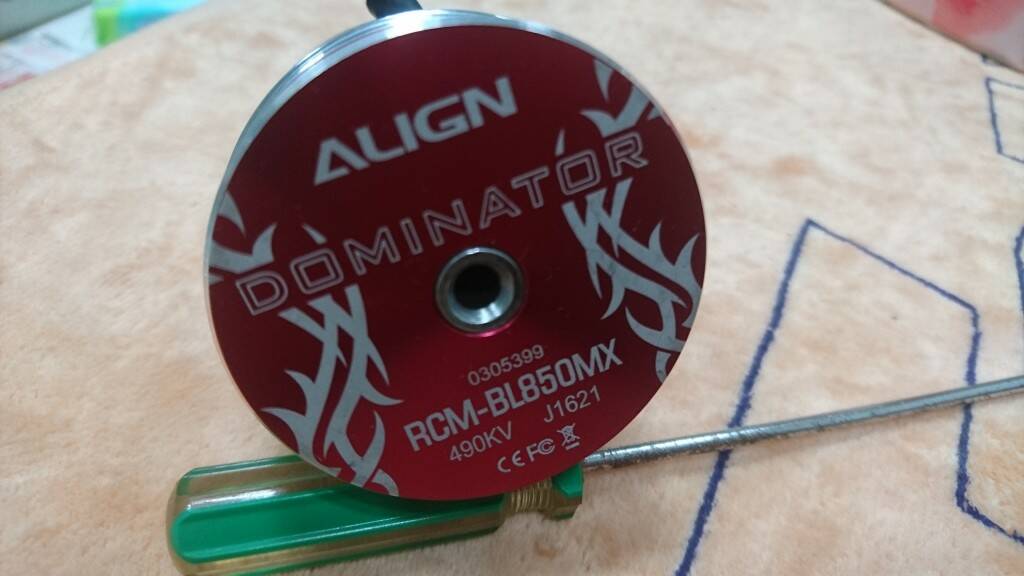 ALIGN
DOMINATOR
0305399
RCM-BL850MX
490KV J1621
CE FC